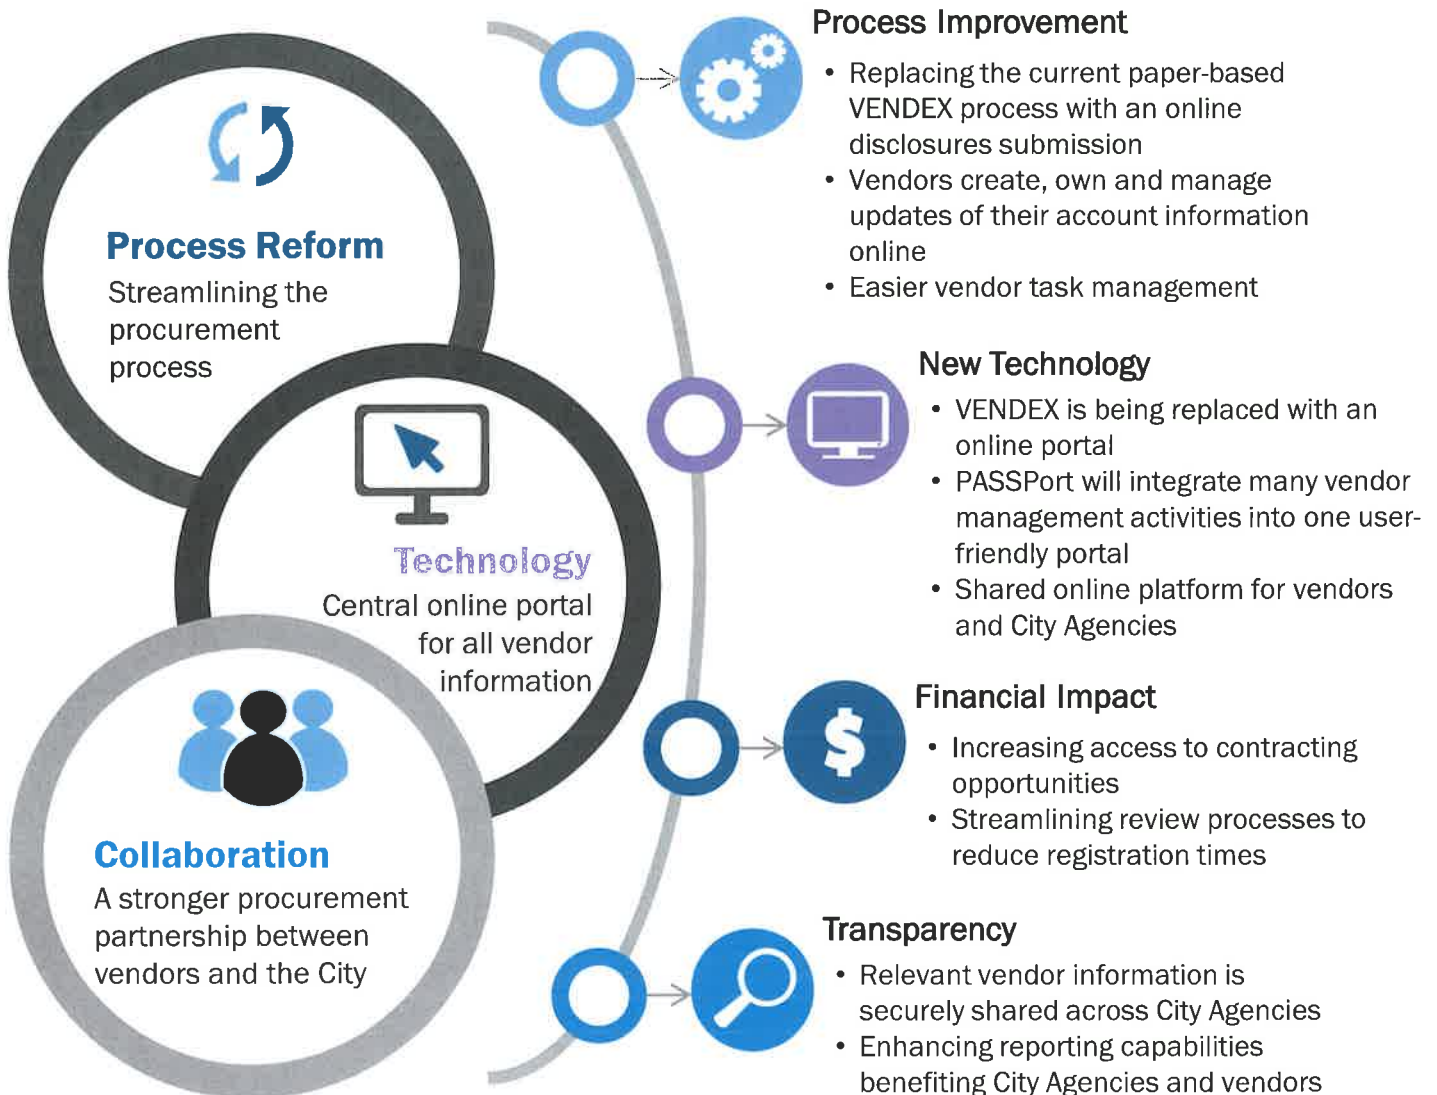 Process Reform
Streamlining the
procurement
process
Technology
Central online portal
for all vendor
information
Collaboration
A stronger procurement
partnership between
vendors and the City
Process Improvement
• Replacing the current paper-based
VENDEX process with an online
disclosures submission
• Vendors create, own and manage
updates of their account information
online
• Easier vendor task management
New Technology
• VENDEX is being replaced with an
online portal
• PASSPort will integrate many vendor
management activities into one user-
friendly portal
• Shared online platform for vendors
and City Agencies
$
Financial Impact
• Increasing access to contracting
opportunities
• Streamlining review processes to
reduce registration times
Transparency
• Relevant vendor information is
securely shared across City Agencies
• Enhancing reporting capabilities
benefiting City Agencies and vendors